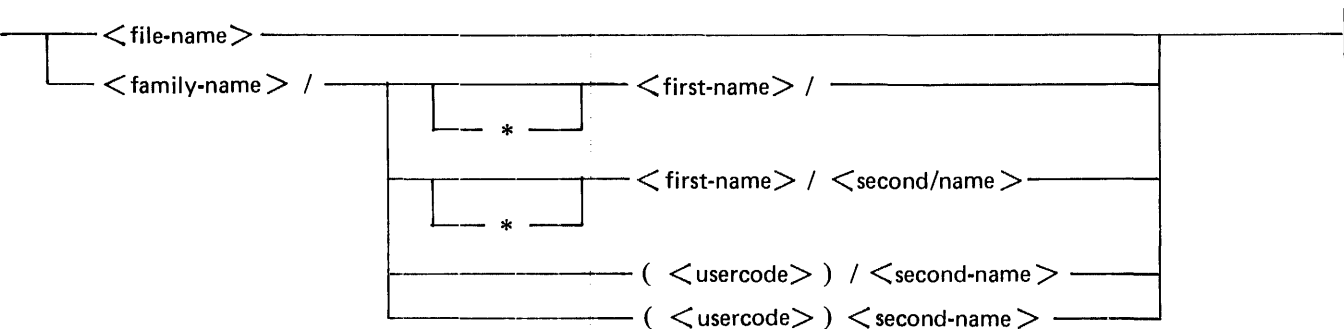 <file-name>
<family-name> / <first-name> /
*
<first-name> / <second/name>
*
( <usercode> ) / <second-name>
( <usercode> ) <second-name>